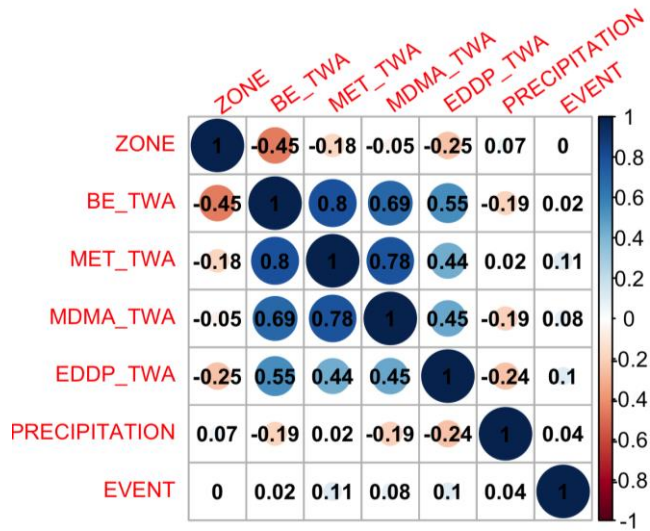 ZONE BE_TWA MET_TWA MDMA_TWA EDDP_TWA PRECIPITATION EVENT
ZONE 1 -0.45 -0.18 -0.05 -0.25 0.07 0
BE_TWA -0.45 1 0.8 0.69 0.55 -0.19 0.02
MET_TWA -0.18 0.8 1 0.78 0.44 0.02 0.11
MDMA_TWA -0.05 0.69 0.78 1 0.45 -0.19 0.08
EDDP_TWA -0.25 0.55 0.44 0.45 1 -0.24 0.1
PRECIPITATION 0.07 -0.19 0.02 -0.19 -0.24 1 0.04
EVENT 0 0.02 0.11 0.08 0.1 0.04 1
1
0.8
0.6
0.4
0.2
0
-0.2
-0.4
-0.6
-0.8
-1